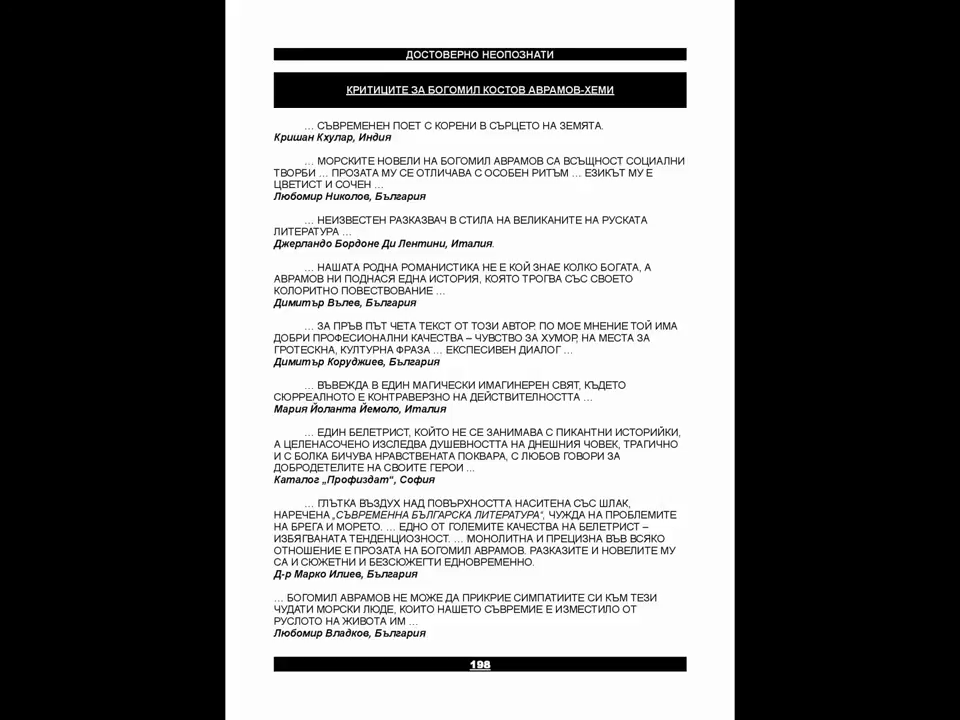 ДОСТОВЕРНО НЕОПОЗНАТИ
КРИТИЦИТЕ ЗА БОГОМИЛ КОСТОВ АВРАМОВ-ХЕМИ
… СЪВРЕМЕНЕН ПОЕТ С КОРЕНИ В СЪРЦЕТО НА ЗЕМЯТА.
Кришан Кхулар, Индия
… МОРСКИТЕ НОВЕЛИ НА БОГОМИЛ АВРАМОВ СА ВСЪЩНОСТ СОЦИАЛНИ
ТВОРБИ … ПРОЗАТА МУ СЕ ОТЛИЧАВА С ОСОБЕН РИТЪМ … ЕЗИКЪТ МУ Е
ЦВЕТИСТ И СОЧЕН …
Любомир Николов, България
… НЕИЗВЕСТЕН РАЗКАЗВАЧ В СТИЛА НА ВЕЛИКАНИТЕ НА РУСКАТА
ЛИТЕРАТУРА …
Джерландо Бордоне Ди Лентини, Италия.
… НАШАТА РОДНА РОМАНИСТИКА НЕ Е КОЙ ЗНАЕ КОЛКО БОГАТА, А
АВРАМОВ НИ ПОДНАСЯ ЕДНА ИСТОРИЯ, КОЯТО ТРОГВА СЪС СВОЕТО
КОЛОРИТНО ПОВЕСТВОВАНИЕ …
Димитър Вълев, България
… ЗА ПРЪВ ПЪТ ЧЕТА ТЕКСТ ОТ ТОЗИ АВТОР. ПО МОЕ МНЕНИЕ ТОЙ ИМА
ДОБРИ ПРОФЕСИОНАЛНИ КАЧЕСТВА – ЧУВСТВО ЗА ХУМОР, НА МЕСТА ЗА
ГРОТЕСКНА, КУЛТУРНА ФРАЗА … ЕКСПЕСИВЕН ДИАЛОГ …
Димитър Коруджиев, България
… ВЪВЕЖДА В ЕДИН МАГИЧЕСКИ ИМАГИНЕРЕН СВЯТ, КЪДЕТО
СЮРРЕАЛНОТО Е КОНТРАВЕРЗНО НА ДЕЙСТВИТЕЛНОСТТА …
Мария Йоланта Йемоло, Италия
… ЕДИН БЕЛЕТРИСТ, КОЙТО НЕ СЕ ЗАНИМАВА С ПИКАНТНИ ИСТОРИЙКИ,
А ЦЕЛЕНАСОЧЕНО ИЗСЛЕДВА ДУШЕВНОСТТА НА ДНЕШНИЯ ЧОВЕК, ТРАГИЧНО
И С БОЛКА БИЧУВА НРАВСТВЕНАТА ПОКВАРА, С ЛЮБОВ ГОВОРИ ЗА
ДОБРОДЕТЕЛИТЕ НА СВОИТЕ ГЕРОИ ...
Каталог „Профиздат“, София
… ГЛЪТКА ВЪЗДУХ НАД ПОВЪРХНОСТТА НАСИТЕНА СЪС ШЛАК,
НАРЕЧЕНА „СЪВРЕМЕННА БЪЛГАРСКА ЛИТЕРАТУРА“, ЧУЖДА НА ПРОБЛЕМИТЕ
НА БРЕГА И МОРЕТО. … ЕДНО ОТ ГОЛЕМИТЕ КАЧЕСТВА НА БЕЛЕТРИСТ –
ИЗБЯГВАНАТА ТЕНДЕНЦИОЗНОСТ. … МОНОЛИТНА И ПРЕЦИЗНА ВЪВ ВСЯКО
ОТНОШЕНИЕ Е ПРОЗАТА НА БОГОМИЛ АВРАМОВ. РАЗКАЗИТЕ И НОВЕЛИТЕ МУ
СА И СЮЖЕТНИ И БЕЗСЮЖЕГТИ ЕДНОВРЕМЕННО.
Д-р Марко Илиев, България
… БОГОМИЛ АВРАМОВ НЕ МОЖЕ ДА ПРИКРИЕ СИМПАТИИТЕ СИ КЪМ ТЕЗИ
ЧУДАТИ МОРСКИ ЛЮДЕ, КОИТО НАШЕТО СЪВРЕМИЕ Е ИЗМЕСТИЛО ОТ
РУСЛОТО НА ЖИВОТА ИМ …
Любомир Владков, България
198